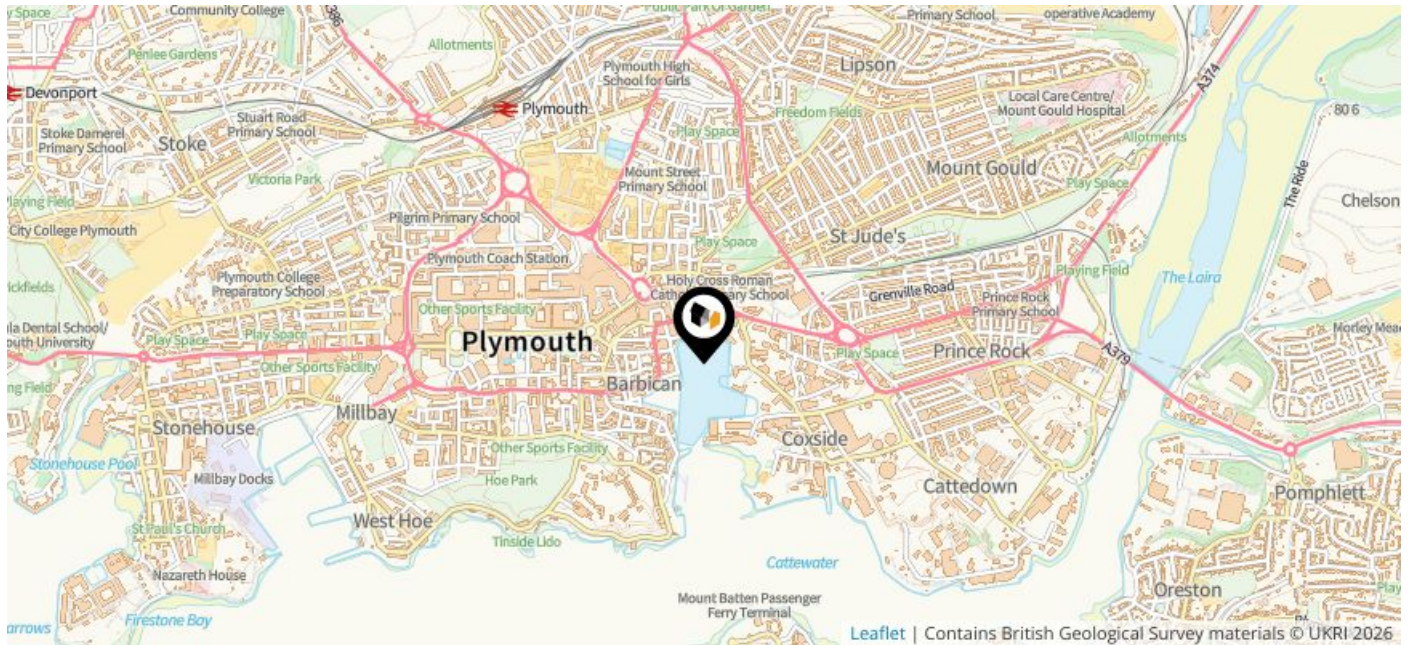 y Space
Community College
A386
Public Park Or Garden
Primary School
operative Academy
Penlee Gardens
Allotments
Plymouth High
School for Girls
Lipson
A374
Devonport
Plymouth
Local Care Centre/
Mount Gould Hospital
80 6
Stoke Damerel
Primary School
Stuart Road
Primary School
Stoke
Play Space
Freedom Fields
Allotments
Mount Gould
Victoria Park
Mount Street
Primary School
Play Space
The Ride
Playing Field
Chelson
City College Plymouth
Pilgrim Primary School
Play Space
St Jude's
Plymouth Coach Station
Plymouth College
Preparatory School
Holy Cross Roman
Catholic Primary School
Playing Field
The Laira
rickfields
Other Sports Facility
Grenville Road
Prince Rock
Primary School
la Dental School/
outh University
Play Space
Play Space
Plymouth
Play Space
Prince Rock
A379
Morley Mea
Other Sports Facility
ng Field
Barbican
Millbay
Stonehouse
Coxside
Other Sports Facility
Stonehouse Pool
Millbay Docks
Hoe Park
Cattedown
Pomphlett
West Hoe
St Paul's Church
Tinside Lido
Cattewater
Nazareth House
Mount Batten Passenger
Ferry Terminal
Oreston
Play
Firestone Bay
arrows
Leaflet | Contains British Geological Survey materials © UKRI 2026